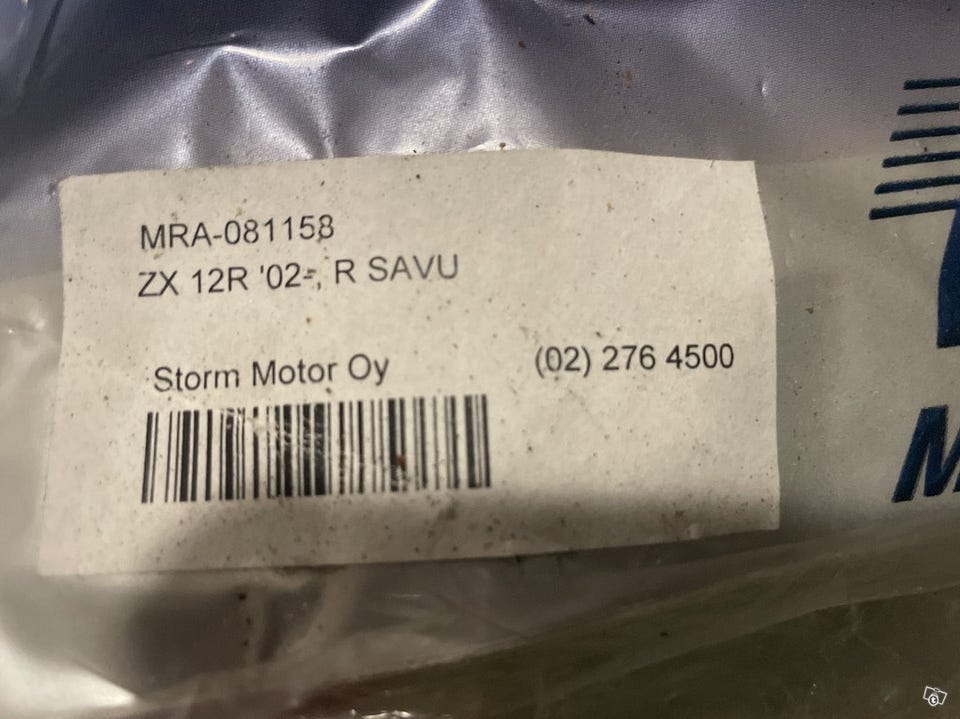 MRA-081158
ZX 12R '02-, R SAVU
Storm Motor Oy (02) 276 4500
M